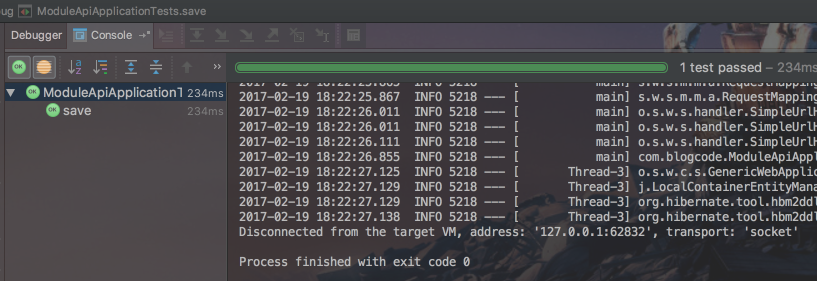 ug ModuleApiApplicationTests.save
Debugger Console
OK
1 test passed – 234ms
OK ModuleApiApplicationT 234ms
OK save 234ms
2017-02-19 18:22:25.867 INFO 5218 --- [ main] s.w.s.m.m.a.RequestMapping
2017-02-19 18:22:26.011 INFO 5218 --- [ main] o.s.w.s.handler.SimpleUrlH
2017-02-19 18:22:26.011 INFO 5218 --- [ main] o.s.w.s.handler.SimpleUrlH
2017-02-19 18:22:26.111 INFO 5218 --- [ main] o.s.w.s.handler.SimpleUrlH
2017-02-19 18:22:26.855 INFO 5218 --- [ main] com.blogcode.ModuleApiAppl
2017-02-19 18:22:27.125 INFO 5218 --- [ Thread-3] o.s.w.c.s.GenericWebApplic
2017-02-19 18:22:27.129 INFO 5218 --- [ Thread-3] j.LocalContainerEntityMana
2017-02-19 18:22:27.129 INFO 5218 --- [ Thread-3] org.hibernate.tool.hbm2ddl
2017-02-19 18:22:27.138 INFO 5218 --- [ Thread-3] org.hibernate.tool.hbm2ddl
Disconnected from the target VM, address: '127.0.0.1:62832', transport: 'socket'
Process finished with exit code 0